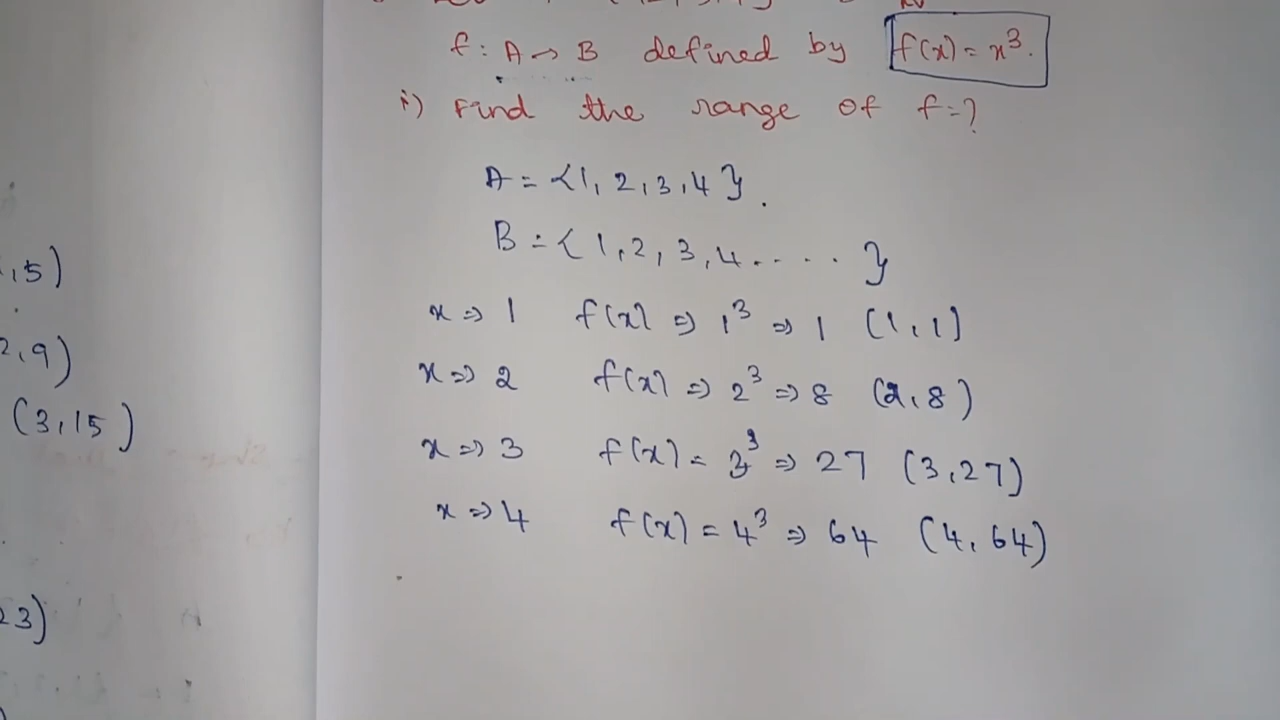 f: A → B defined by f(x) = x³.
i) Find the range of f=?
A = {1, 2, 3, 4}.
B = {1, 2, 3, 4.....}
x ⇒ 1 f(x) ⇒ 1³ ⇒ 1 (1,1)
x ⇒ 2 f(x) ⇒ 2³ ⇒ 8 (2,8)
x ⇒ 3 f(x) = 3³ ⇒ 27 (3,27)
x ⇒ 4 f(x) = 4³ ⇒ 64 (4,64)
,15)
2,9)
(3,15)
23)